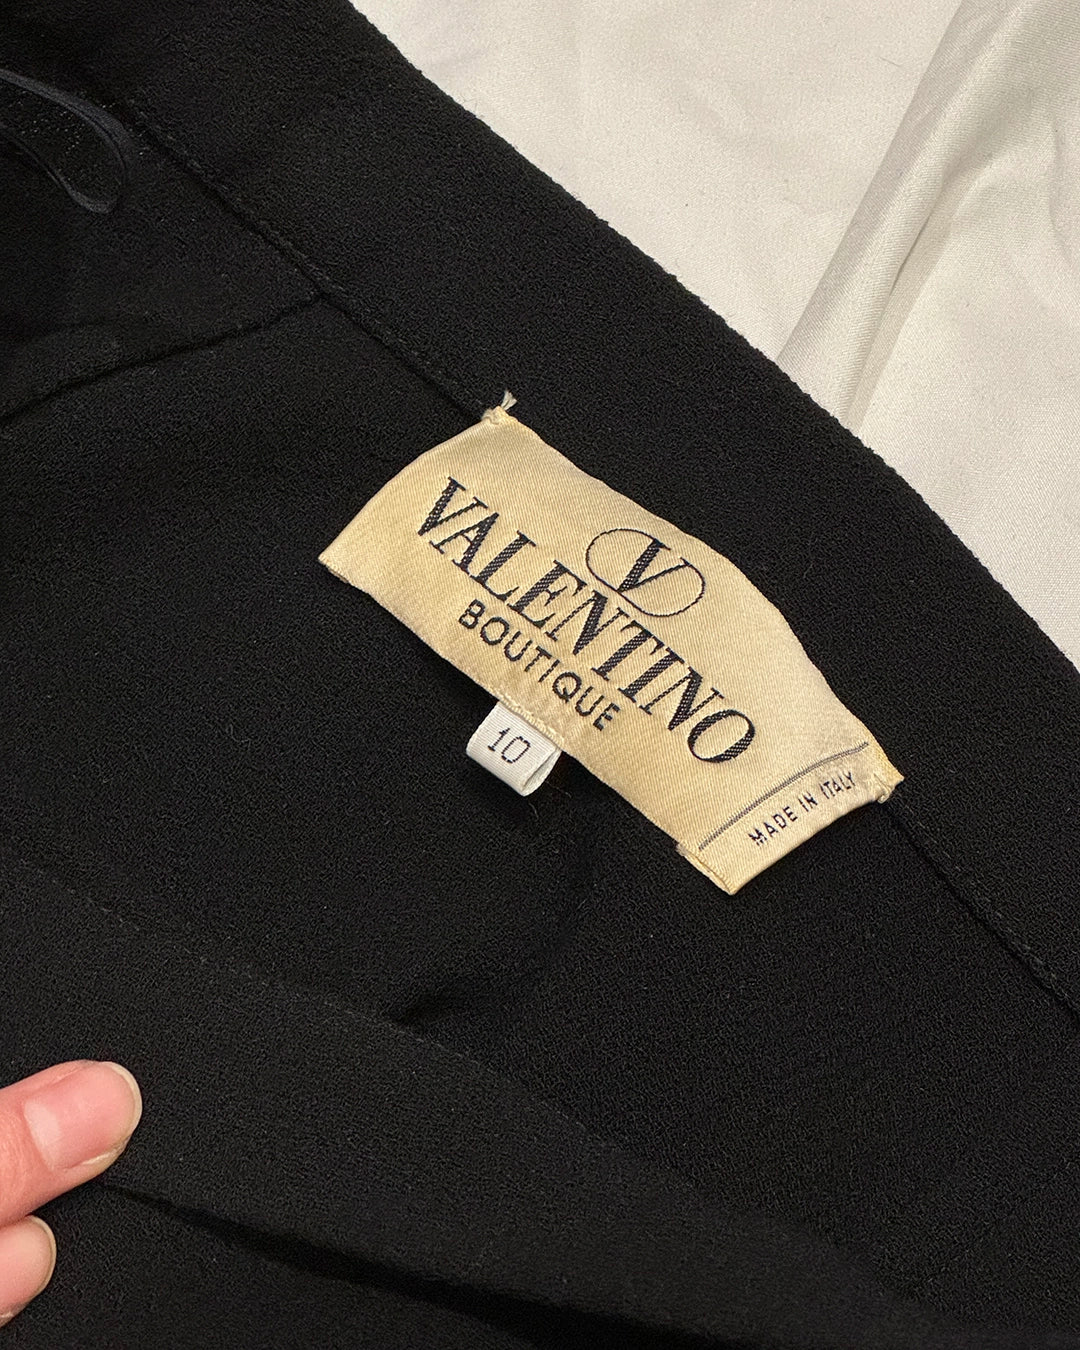 V
VALENTINO
BOUTIQUE
10
MADE IN ITALY